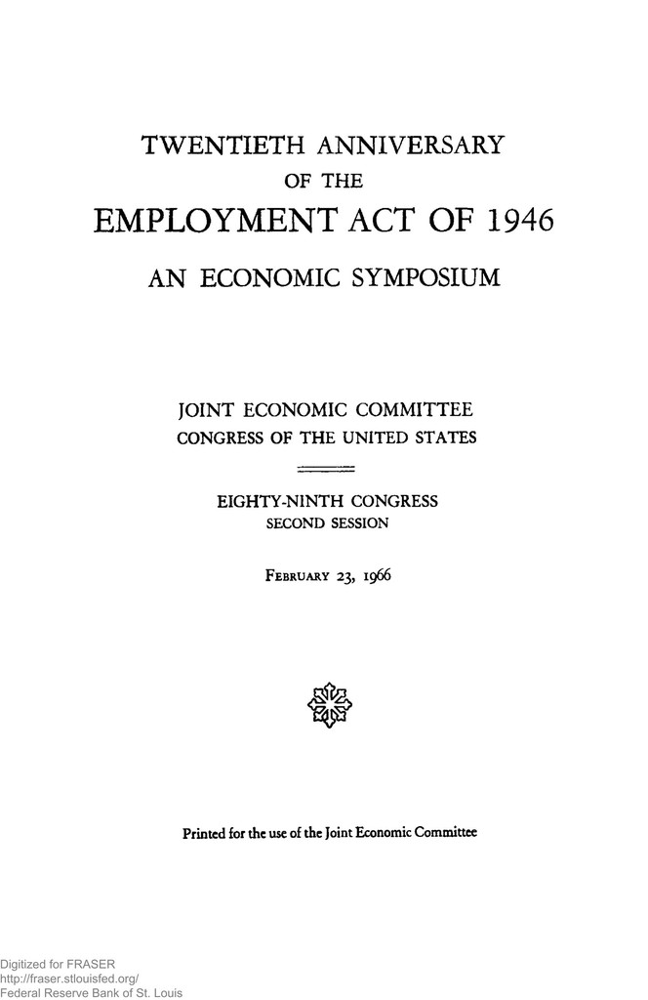 TWENTIETH ANNIVERSARY
OF THE
EMPLOYMENT ACT OF 1946
AN ECONOMIC SYMPOSIUM
JOINT ECONOMIC COMMITTEE
CONGRESS OF THE UNITED STATES
EIGHTY-NINTH CONGRESS
SECOND SESSION
FEBRUARY 23, 1966
Printed for the use of the Joint Economic Committee
Digitized for FRASER
http://fraser.stlouisfed.org/
Federal Reserve Bank of St. Louis